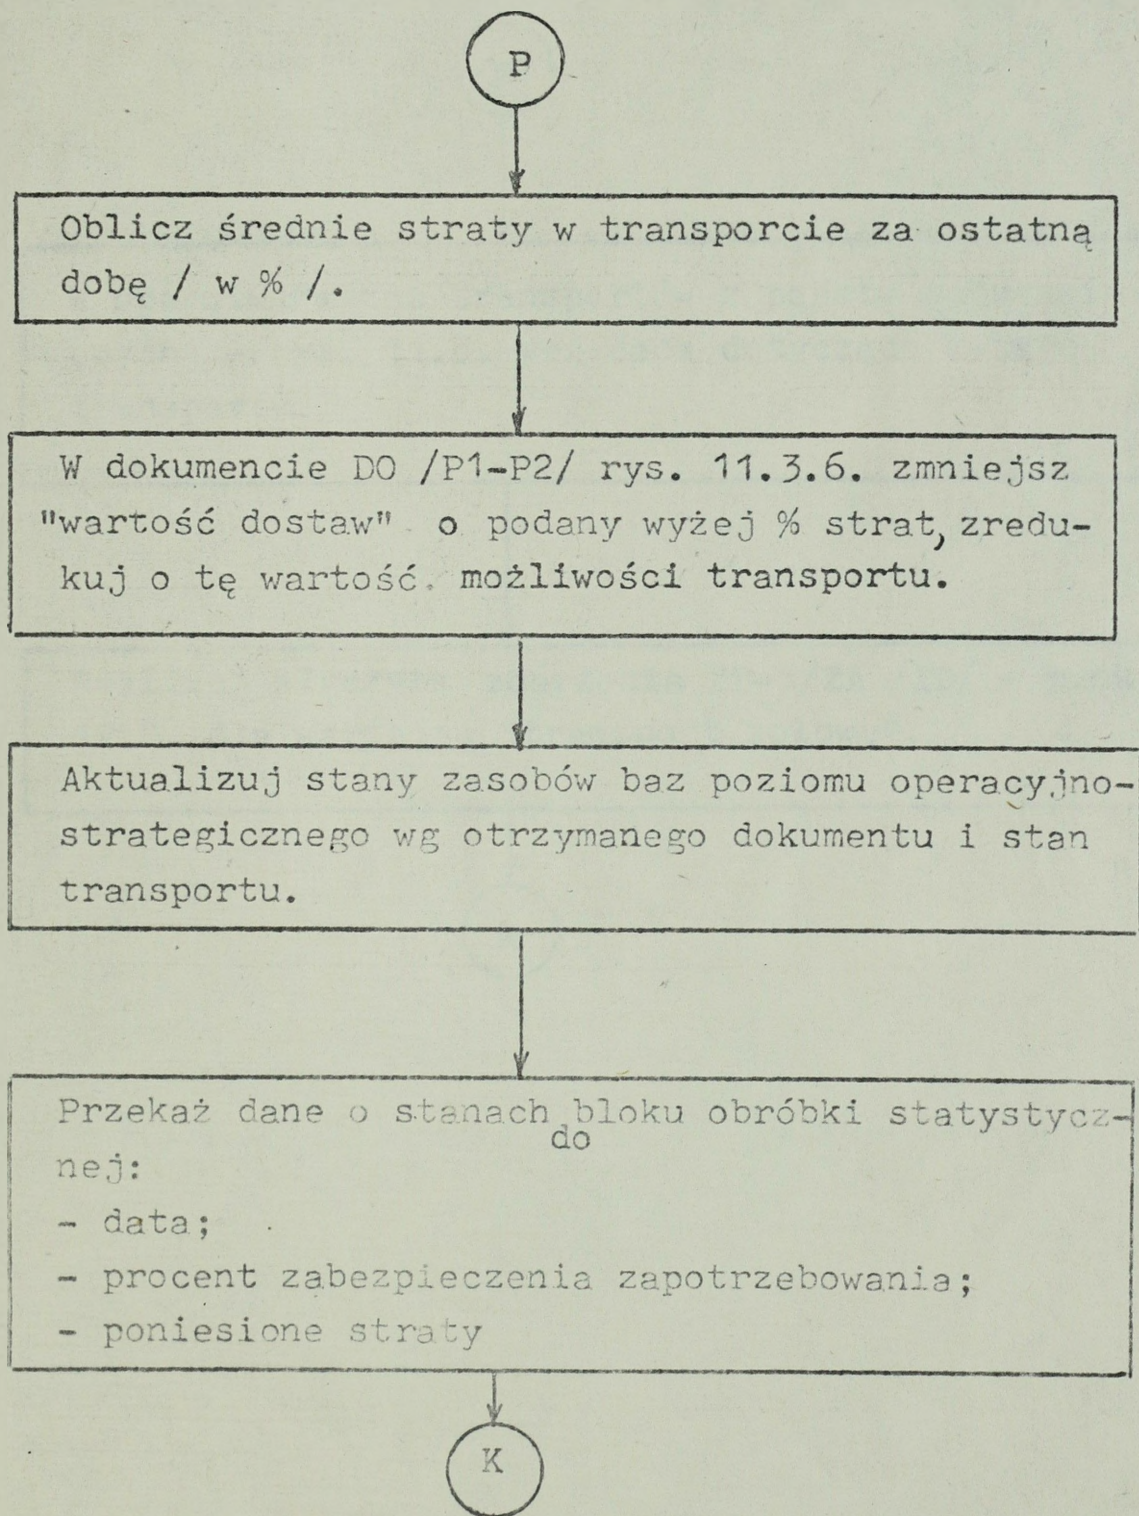 P
Oblicz średnie straty w transporcie za ostatną
dobę / w % /.
W dokumencie DO /P1-P2/ rys. 11.3.6. zmniejsz
"wartość dostaw" o podany wyżej % strat, zredu-
kuj o tę wartość. możliwości transportu.
Aktualizuj stany zasobów baz poziomu operacyjno-
strategicznego wg otrzymanego dokumentu i stan
transportu.
Przekaż dane o stanach do bloku obróbki statystycz-
nej:
- data;
- procent zabezpieczenia zapotrzebowania;
- poniesione straty
K